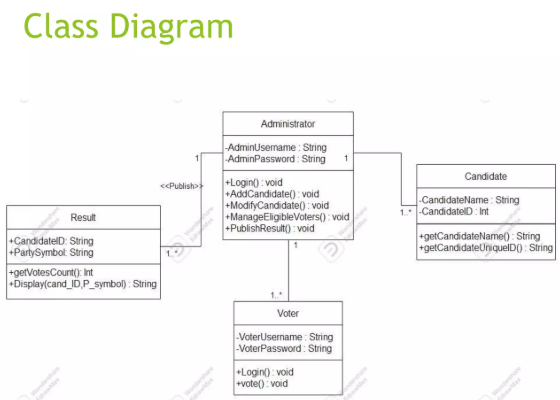 Class Diagram
Administrator
-AdminUsername : String
-AdminPassword : String
+Login() : void
+AddCandidate() : void
+ModifyCandidate() : void
+ManageEligibleVoters() : void
+PublishResult() : void
1
1
1
<<Publish>>
1..*
1..*
1..*
Candidate
-CandidateName : String
-CandidateID : Int
+getCandidateName() : String
+getCandidateUniqueID() : String
Result
+CandidateID: String
+PartySymbol: String
+getVotesCount(): Int
+Display(cand_ID,P_symbol) : String
Voter
-VoterUsername : String
-VoterPassword : String
+Login() : void
+vote() : void